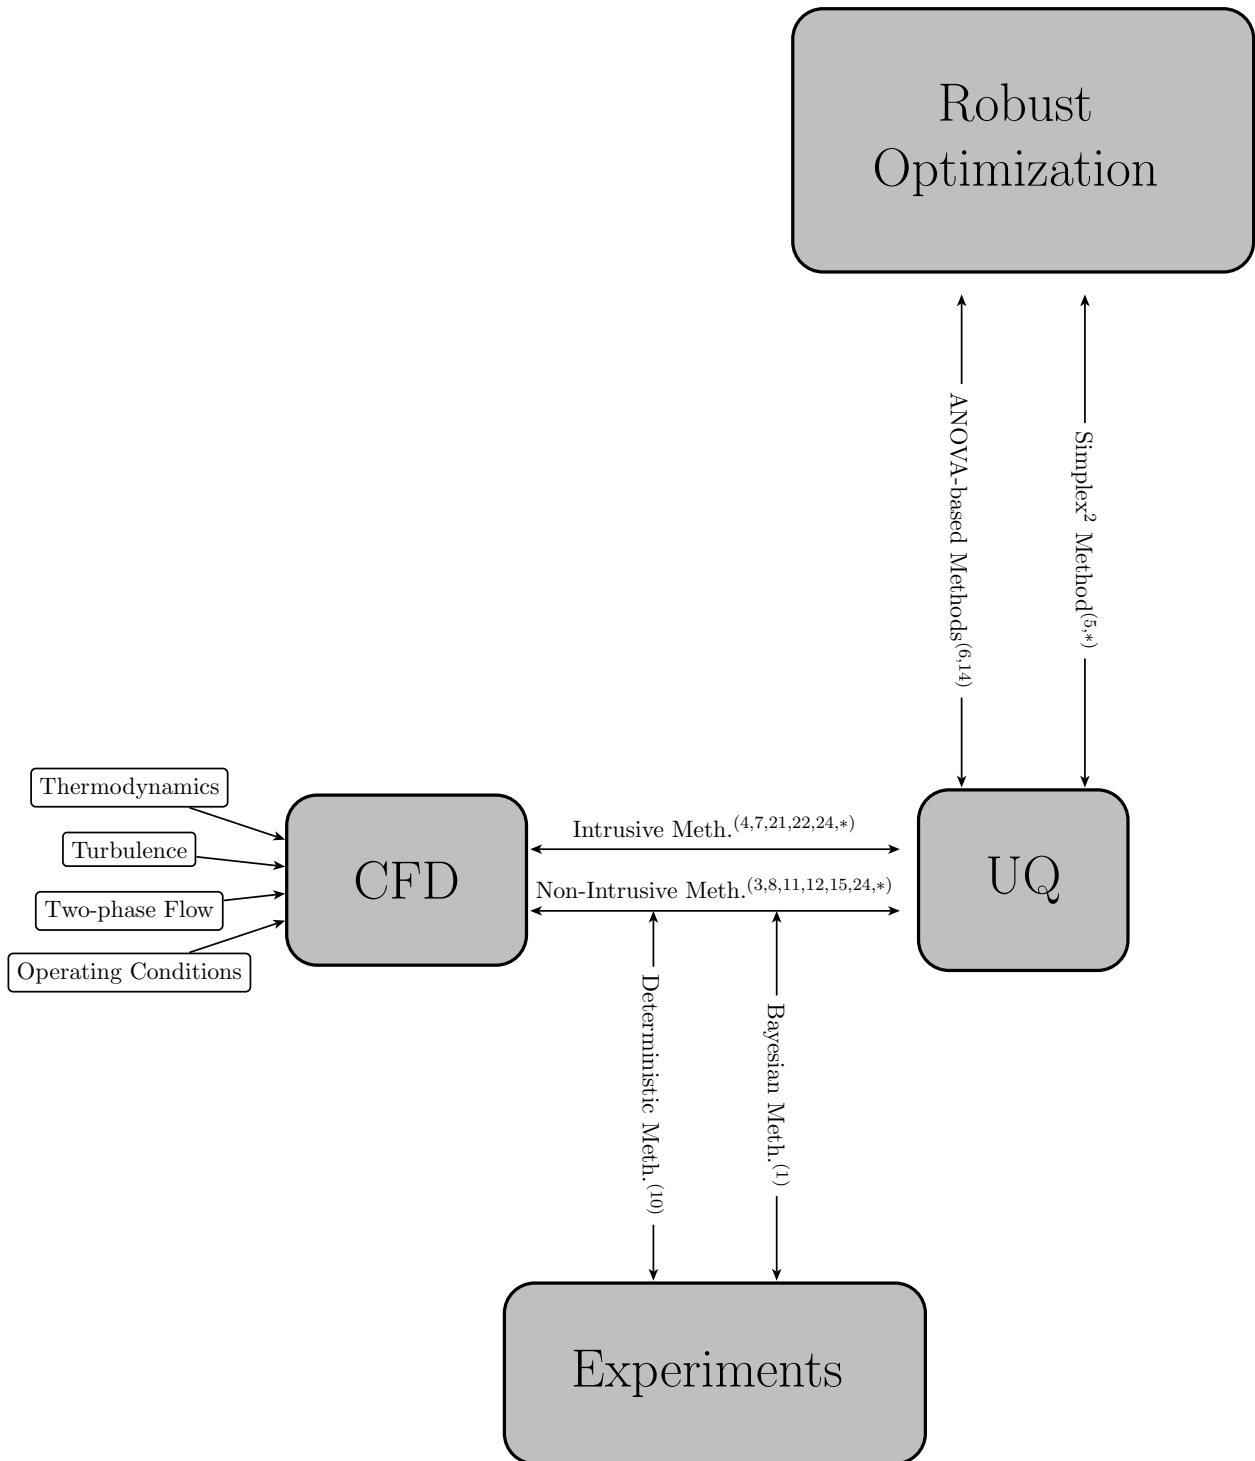 Robust
Optimization
ANOVA-based Methods(6,14)
Simplex2 Method(5,*)
Thermodynamics
Turbulence
Two-phase Flow
Operating Conditions
CFD
Intrusive Meth.(4,7,21,22,24,*)
Non-Intrusive Meth.(3,8,11,12,15,24,*)
UQ
Deterministic Meth.(10)
Bayesian Meth.(1)
Experiments